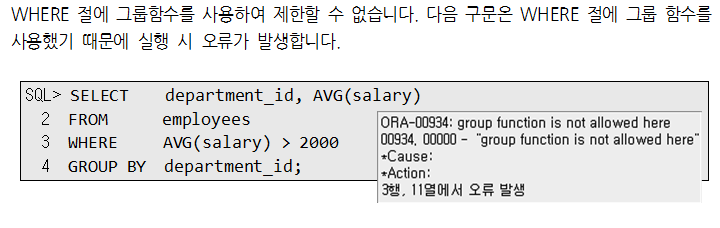 WHERE 절에 그룹함수를 사용하여 제한할 수 없습니다. 다음 구문은 WHERE 절에 그룹 함수를
사용했기 때문에 실행 시 오류가 발생합니다.
SQL> SELECT department_id, AVG(salary)
2 FROM employees
3 WHERE AVG(salary) > 2000
4 GROUP BY department_id;
ORA-00934: group function is not allowed here
00934, 00000 - "group function is not allowed here"
*Cause:
*Action:
3행, 11열에서 오류 발생